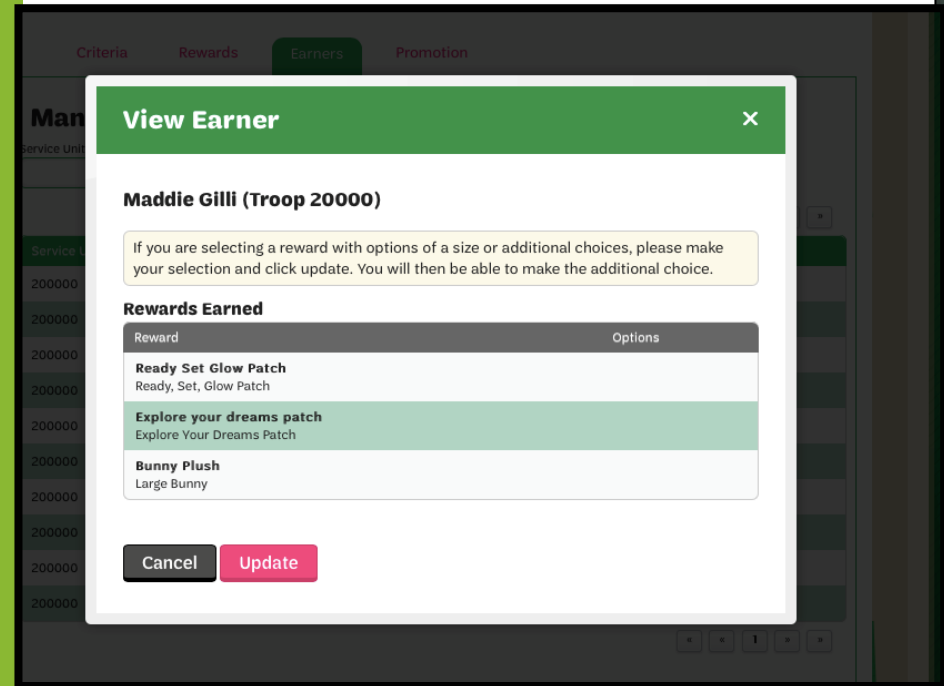 Criteria Rewards Earners Promotion
Man
Service Unit
View Earner ×
Maddie Gilli (Troop 20000)
»
If you are selecting a reward with options of a size or additional choices, please make
your selection and click update. You will then be able to make the additional choice.
Service U
200000
200000
200000
200000
200000
200000
200000
200000
200000
200000
Rewards Earned
Reward Options
Ready Set Glow Patch
Ready, Set, Glow Patch
Explore your dreams patch
Explore Your Dreams Patch
Bunny Plush
Large Bunny
Cancel Update
« « 1 » »